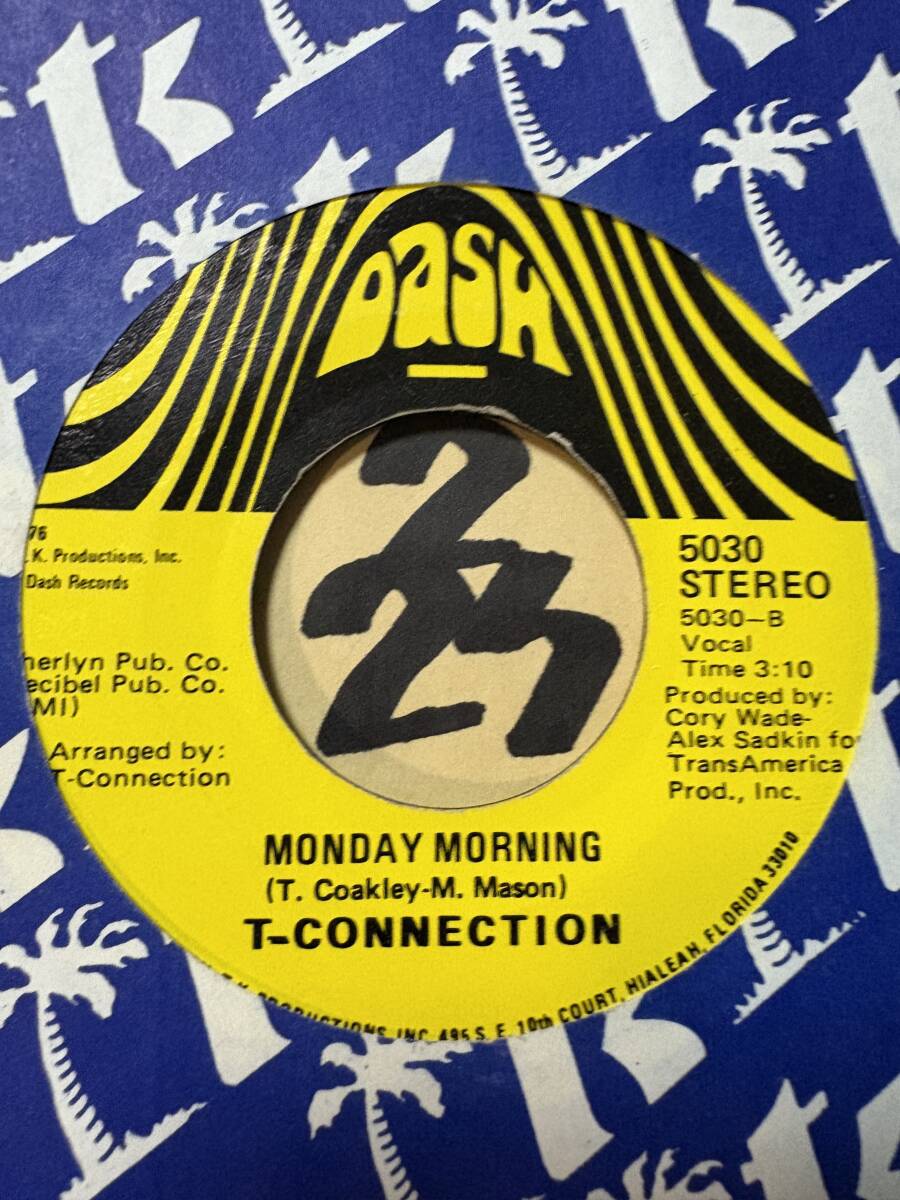 Dash
76
.K. Productions, Inc.
Dash Records
herlyn Pub. Co.
ecibel Pub. Co.
MI)
Arranged by:
T-Connection
5030
STEREO
5030-B
Vocal
Time 3:10
Produced by:
Cory Wade-
Alex Sadkin fo
TransAmerica
Prod., Inc.
MONDAY MORNING
(T. Coakley-M. Mason)
T-CONNECTION
PRODUCTIONS, INC. 495 S. E. 10th COURT, HIALEAH, FLORIDA 33010